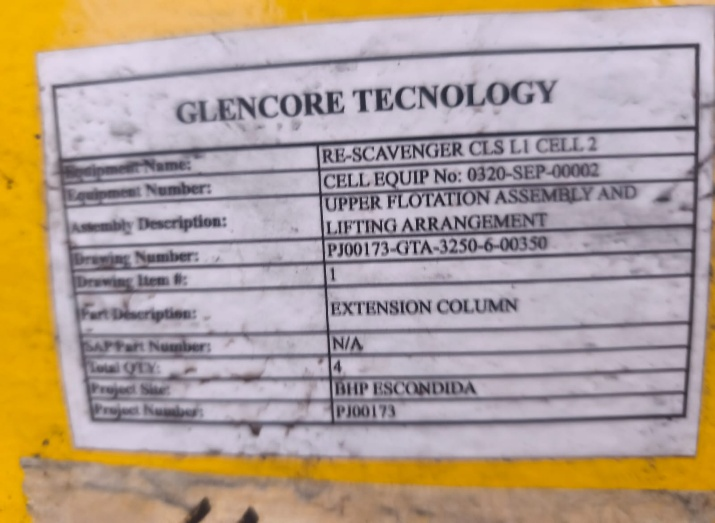 GLENCORE TECNOLOGY
Equipment Name: RE-SCAVENGER CLS L1 CELL 2
Equipment Number: CELL EQUIP No: 0320-SEP-00002
Assembly Description: UPPER FLOTATION ASSEMBLY AND
LIFTING ARRANGEMENT
Drawing Number: PJ00173-GTA-3250-6-00350
Drawing Item #: 1
Part Description: EXTENSION COLUMN
SAP Part Number: N/A
Total QTY: 4
Project Site: BHP ESCONDIDA
Project Number: PJ00173